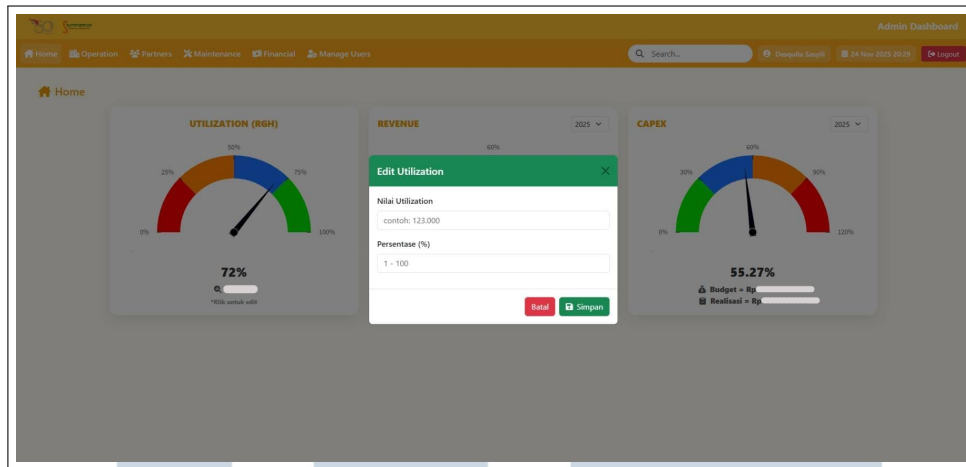 50
Admin Dashboard
Home Operation Partners Maintenance Financial Manage Users Search... 24 Nov 2025 20:29 Logout
Home
UTILIZATION (RGH)
50%
25% 75%
0% 100%
72%
*Klik untuk edit
REVENUE 2025
60%
CAPEX 2025
60%
30% 90%
0% 120%
55.27%
Budget = Rp
Realisasi = Rp
Edit Utilization
Nilai Utilization
contoh: 123.000
Persentase (%)
1 - 100
Batal Simpan